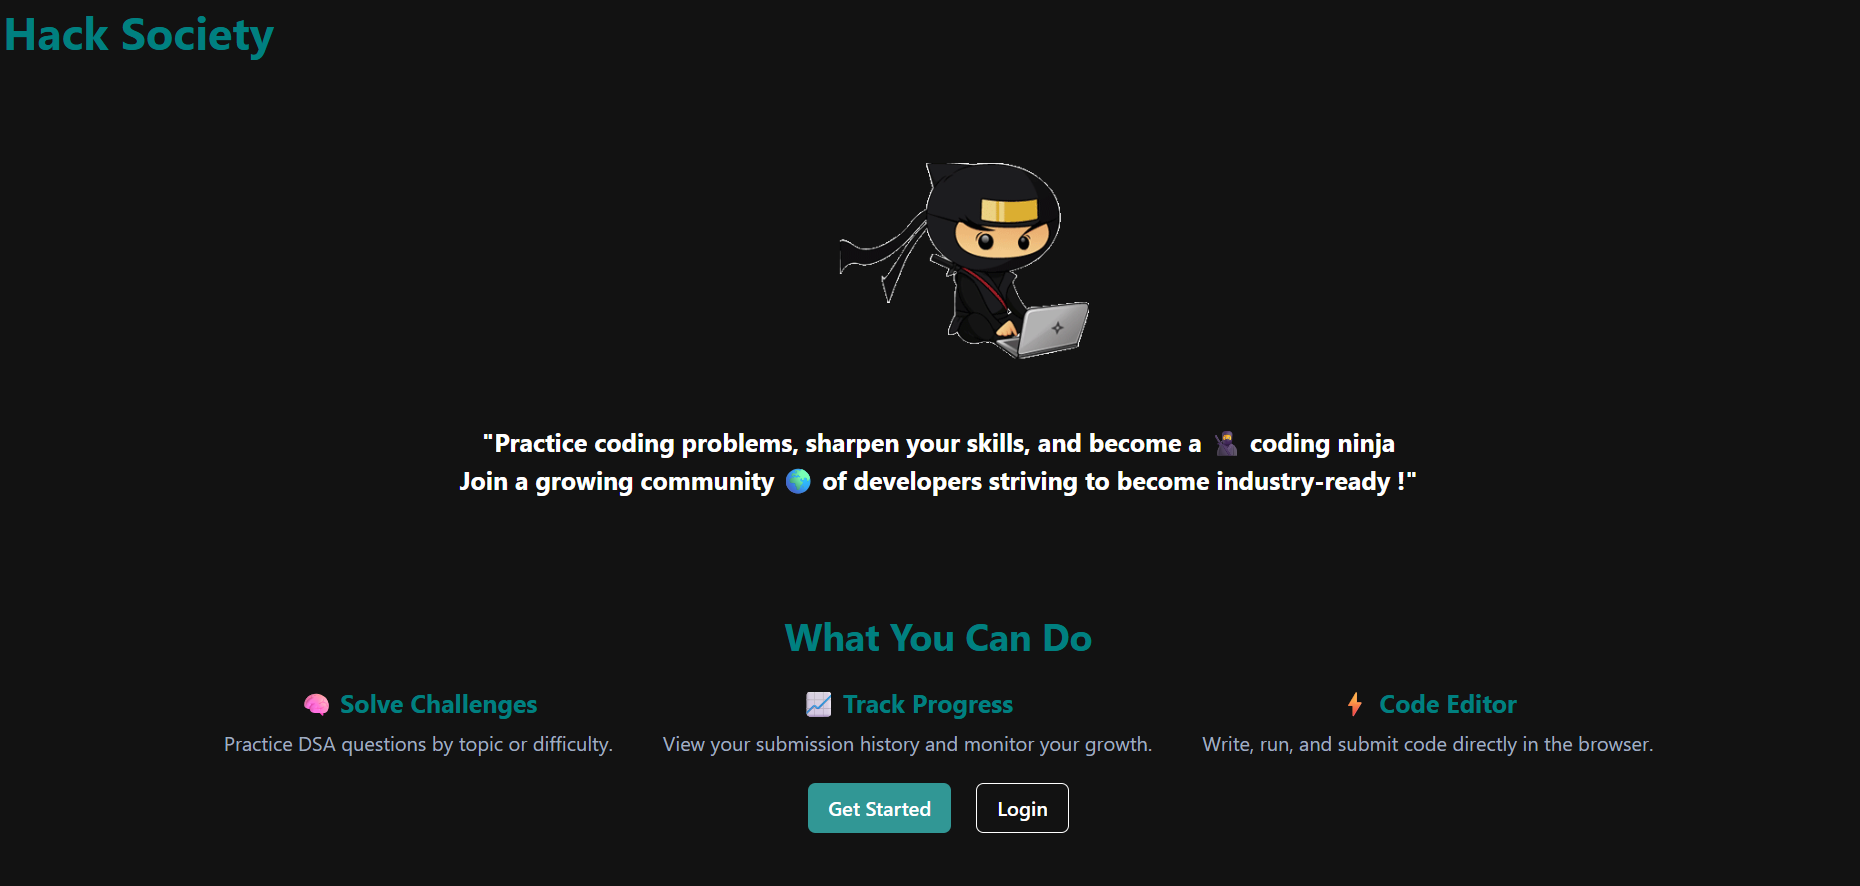 Hack Society
"Practice coding problems, sharpen your skills, and become a 🥷 coding ninja
Join a growing community 🌍 of developers striving to become industry-ready !"
What You Can Do
🧠 Solve Challenges
Practice DSA questions by topic or difficulty.
📈 Track Progress
View your submission history and monitor your growth.
⚡ Code Editor
Write, run, and submit code directly in the browser.
Get Started
Login